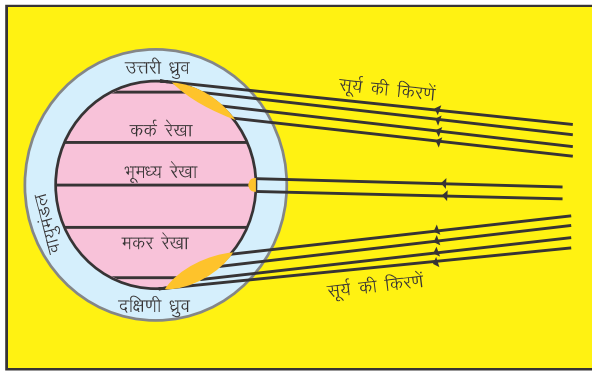 उत्तरी ध्रुव
सूर्य की किरणें
कर्क रेखा
भूमध्य रेखा
वायुमंडल
मकर रेखा
सूर्य की किरणें
दक्षिणी ध्रुव